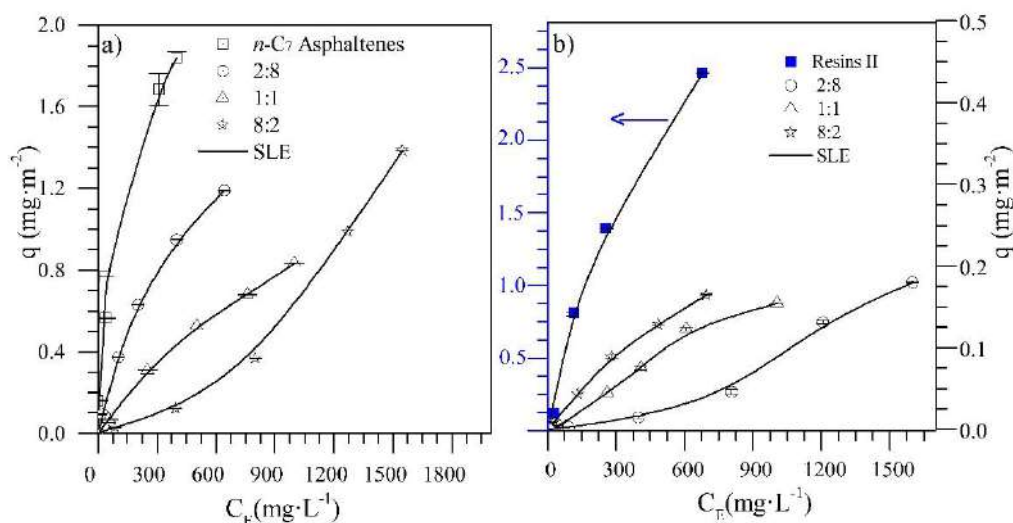 a)
n-C₇ Asphaltenes
2:8
1:1
8:2
SLE
q (mg·m⁻²)
2.0
1.6
1.2
0.8
0.4
0.0
0 300 600 900 1200 1500 1800
C_E(mg·L⁻¹)
b)
Resins II
2:8
1:1
8:2
SLE
2.5
2.0
1.5
1.0
0.5
0.5
0.4
0.3
0.2
0.1
0.0
q (mg·m⁻²)
0 300 600 900 1200 1500
C_E(mg·L⁻¹)